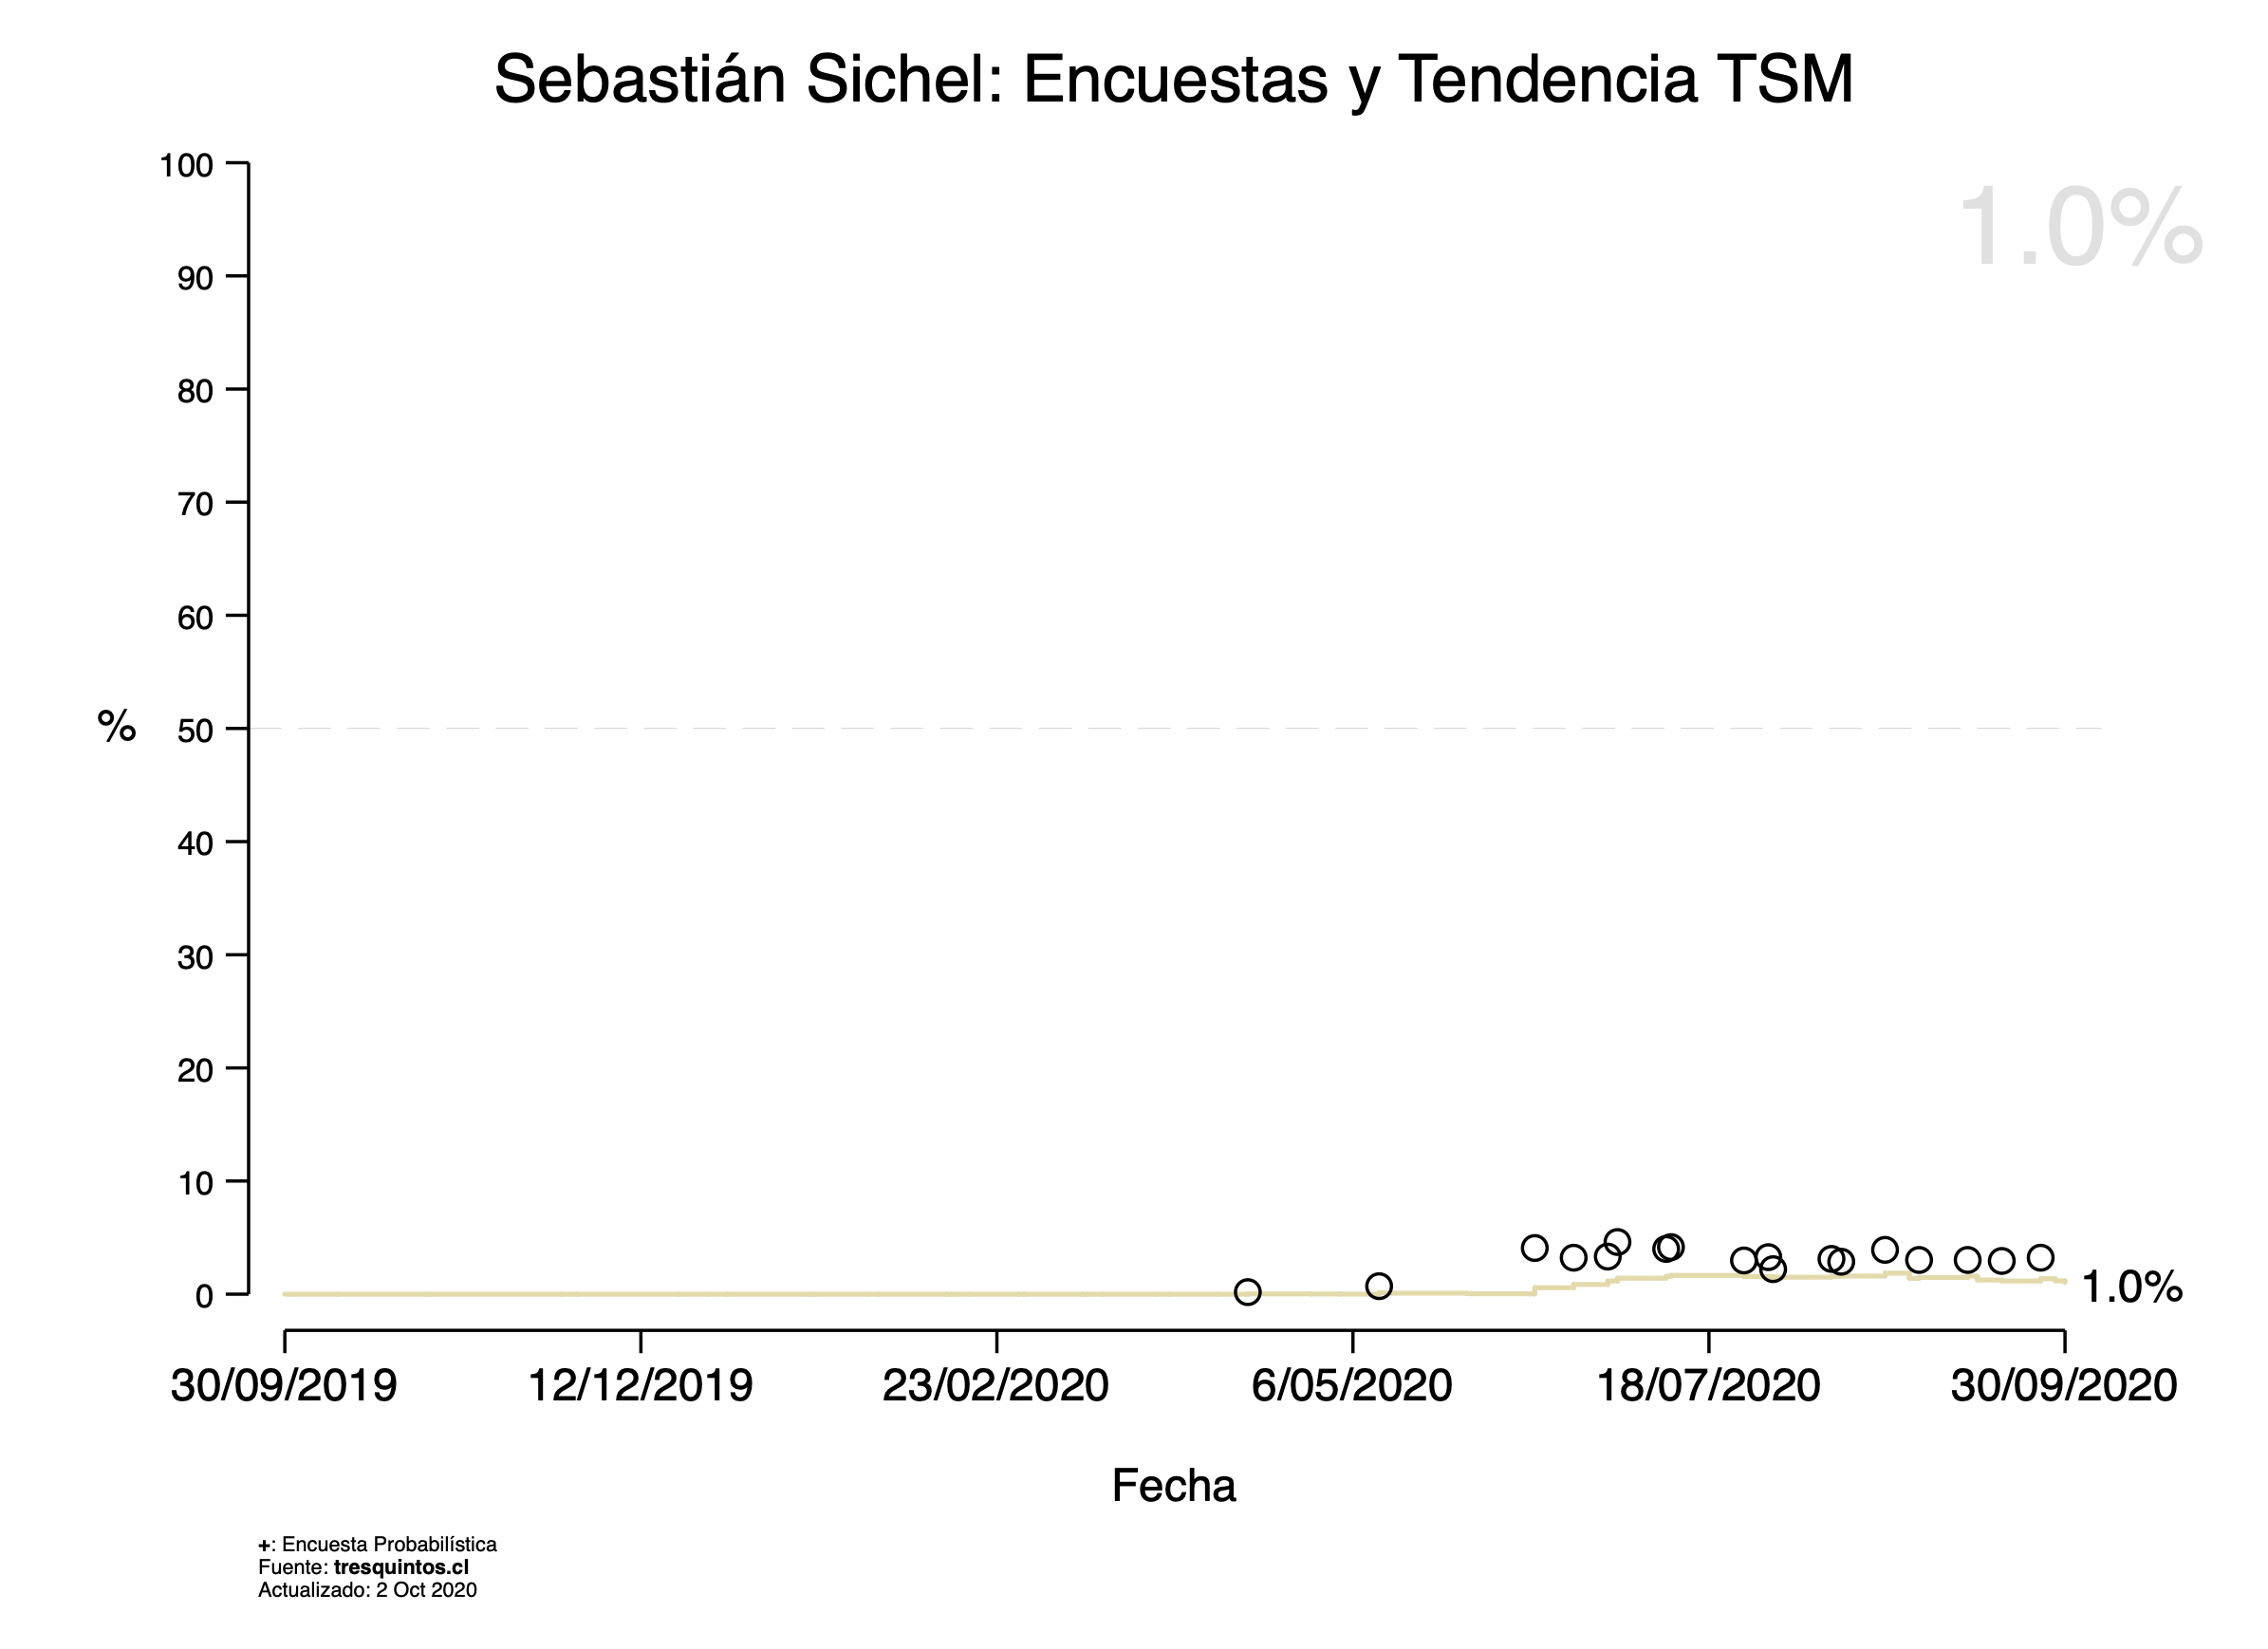 Sebastián Sichel: Encuestas y Tendencia TSM
1.0%
100
90
80
70
60
% 50
40
30
20
10
0
1.0%
30/09/2019 12/12/2019 23/02/2020 6/05/2020 18/07/2020 30/09/2020
Fecha
+: Encuesta Probabilística
Fuente: tresquintos.cl
Actualizado: 2 Oct 2020